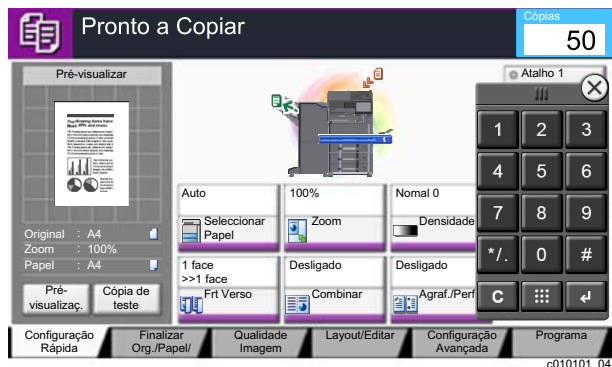 Pronto a Copiar
Cópias
50
Pré-visualizar
Atalho 1
Original : A4
Zoom : 100%
Papel : A4
Pré-
visualizaç.
Cópia de
teste
Auto
Seleccionar
Papel
100%
Zoom
Nomal 0
Densidade
1 face
>>1 face
Frt Verso
Desligado
Combinar
Desligado
Agraf./Perf
1 2 3
4 5 6
7 8 9
*/. 0 #
C
Configuração
Rápida
Finalizar
Org./Papel/
Qualidade
Imagem
Layout/Editar
Configuração
Avançada
Programa
c010101_04